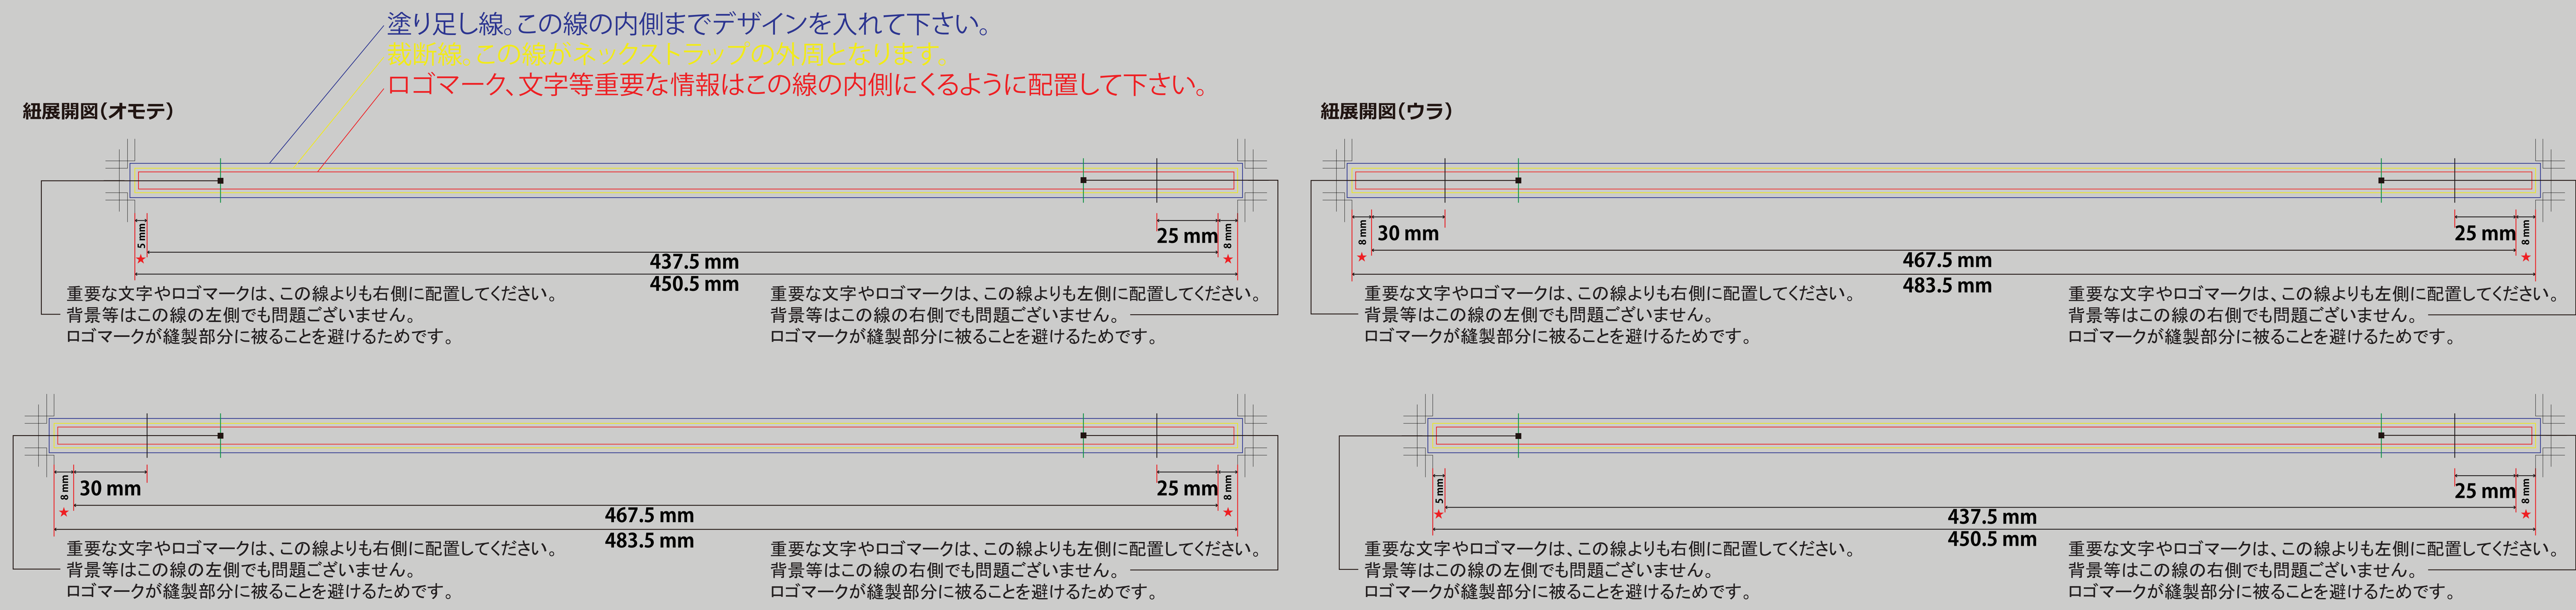 塗り足し線。この線の内側までデザインを入れて下さい。
裁断線。この線がネックストラップの外周となります。
ロゴマーク、文字等重要な情報はこの線の内側にくるように配置して下さい。
紐展開図（オモテ）
5 mm
★
25 mm
8 mm
★
437.5 mm
450.5 mm
重要な文字やロゴマークは、この線よりも右側に配置してください。
背景等はこの線の左側でも問題ございません。
ロゴマークが縫製部分に被ることを避けるためです。
重要な文字やロゴマークは、この線よりも左側に配置してください。
背景等はこの線の右側でも問題ございません。
ロゴマークが縫製部分に被ることを避けるためです。
紐展開図（ウラ）
8 mm
★
30 mm
25 mm
8 mm
★
467.5 mm
483.5 mm
重要な文字やロゴマークは、この線よりも右側に配置してください。
背景等はこの線の左側でも問題ございません。
ロゴマークが縫製部分に被ることを避けるためです。
重要な文字やロゴマークは、この線よりも左側に配置してください。
背景等はこの線の右側でも問題ございません。
ロゴマークが縫製部分に被ることを避けるためです。
8 mm
★
30 mm
25 mm
8 mm
★
467.5 mm
483.5 mm
重要な文字やロゴマークは、この線よりも右側に配置してください。
背景等はこの線の左側でも問題ございません。
ロゴマークが縫製部分に被ることを避けるためです。
重要な文字やロゴマークは、この線よりも左側に配置してください。
背景等はこの線の右側でも問題ございません。
ロゴマークが縫製部分に被ることを避けるためです。
5 mm
★
25 mm
8 mm
★
437.5 mm
450.5 mm
重要な文字やロゴマークは、この線よりも右側に配置してください。
背景等はこの線の左側でも問題ございません。
ロゴマークが縫製部分に被ることを避けるためです。
重要な文字やロゴマークは、この線よりも左側に配置してください。
背景等はこの線の右側でも問題ございません。
ロゴマークが縫製部分に被ることを避けるためです。